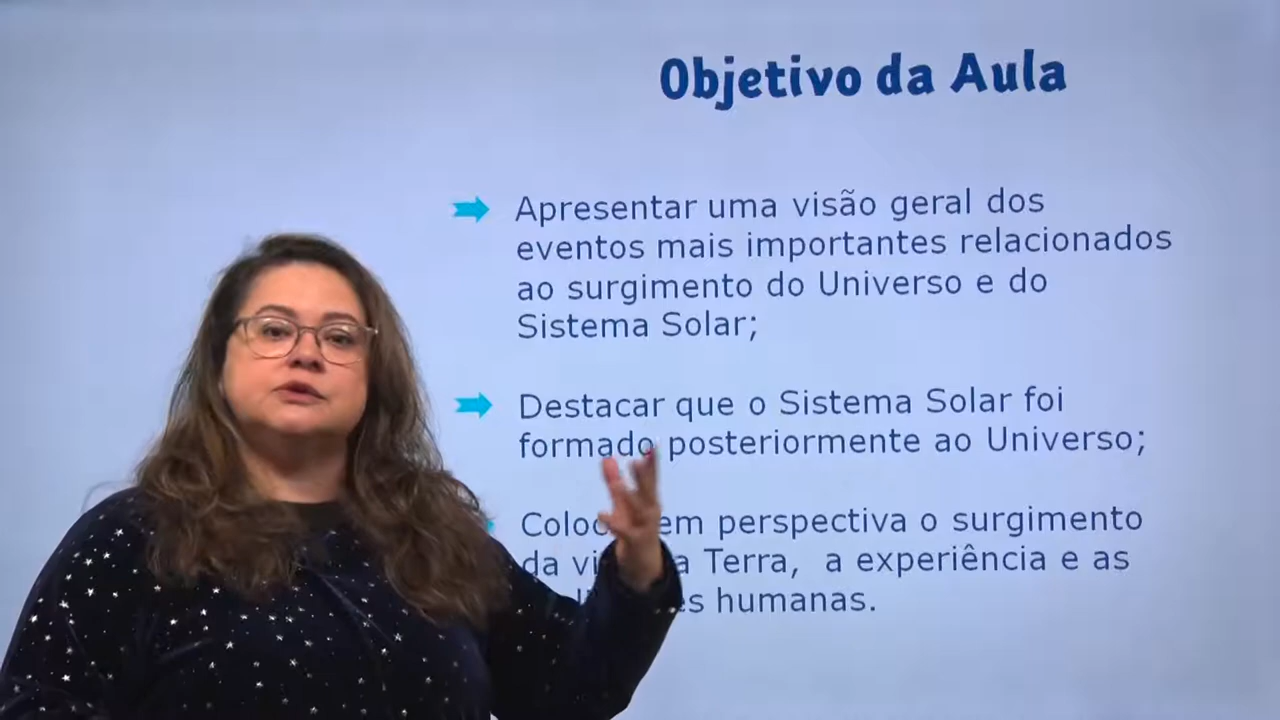 Objetivo da Aula
Apresentar uma visão geral dos
eventos mais importantes relacionados
ao surgimento do Universo e do
Sistema Solar;
Destacar que o Sistema Solar foi
formado posteriormente ao Universo;
em perspectiva o surgimento
da Terra, a experiência e as
humanas.